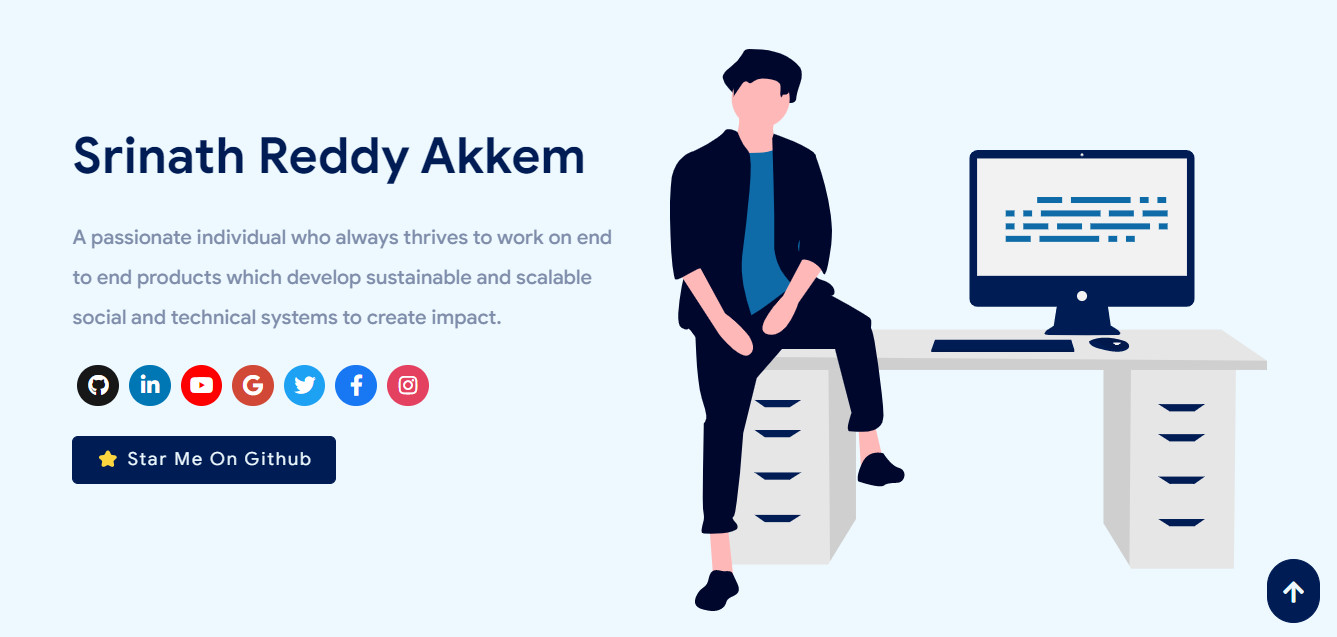 Srinath Reddy Akkem
A passionate individual who always thrives to work on end
to end products which develop sustainable and scalable
social and technical systems to create impact.
Star Me On Github